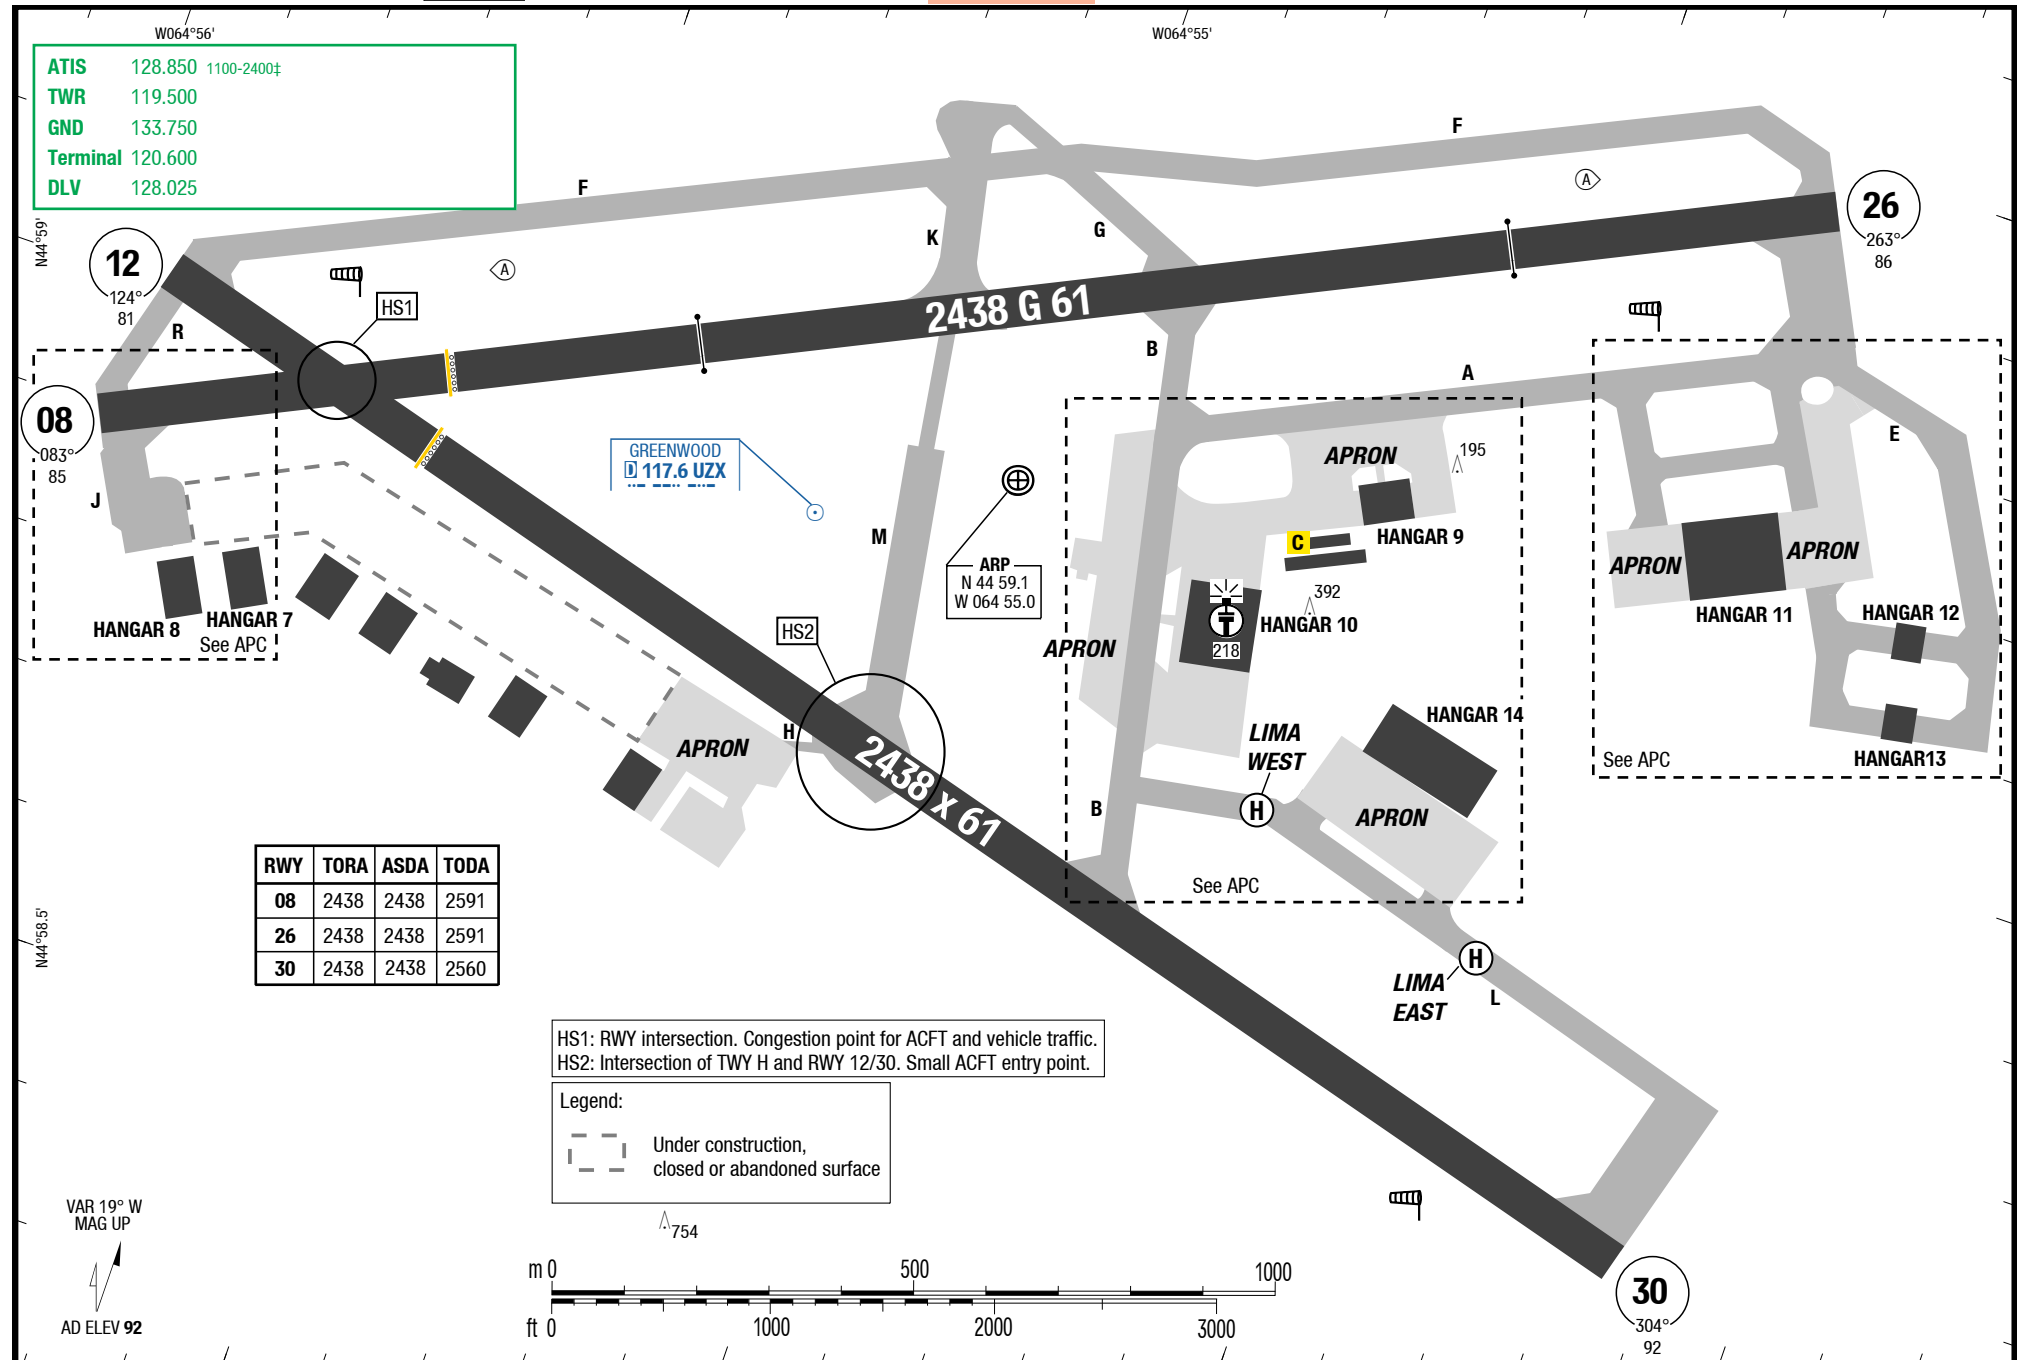 W064°56'
W064°55'
ATIS 128.850 1100-2400‡
TWR 119.500
GND 133.750
Terminal 120.600
DLV 128.025
F
F
A
26
263°
86
N44°59'
12
124°
81
K
G
A
HS1
R
2438 G 61
B
A
08
083°
85
E
GREENWOOD
D 117.6 UZX
APRON
195
J
M
C
HANGAR 9
ARP
N 44 59.1
W 064 55.0
APRON
APRON
392
HANGAR 8
HANGAR 7
See APC
HS2
APRON
HANGAR 10
218
HANGAR 11
HANGAR 12
HANGAR 14
LIMA
WEST
H
APRON
2438 x 61
See APC
HANGAR13
B
H
APRON
RWY TORA ASDA TODA
08 2438 2438 2591
26 2438 2438 2591
30 2438 2438 2560
See APC
N44°58.5'
H
LIMA
EAST
L
HS1: RWY intersection. Congestion point for ACFT and vehicle traffic.
HS2: Intersection of TWY H and RWY 12/30. Small ACFT entry point.
Legend:
Under construction,
closed or abandoned surface
VAR 19° W
MAG UP
AD ELEV 92
754
m 0 500 1000
ft 0 1000 2000 3000
30
304°
92